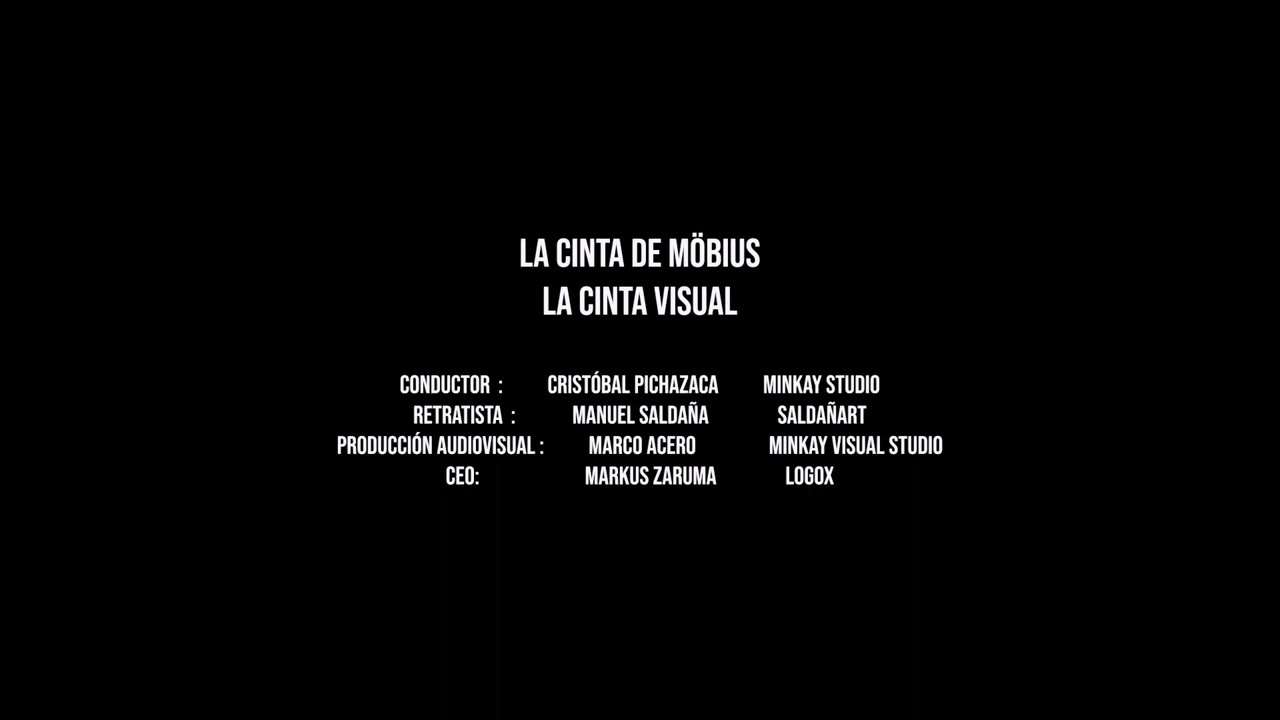 LA CINTA DE MÖBIUS
LA CINTA VISUAL
CONDUCTOR : CRISTÓBAL PICHAZACA MINKAY STUDIO
RETRATISTA : MANUEL SALDAÑA SALDAÑART
PRODUCCIÓN AUDIOVISUAL : MARCO ACERO MINKAY VISUAL STUDIO
CEO: MARKUS ZARUMA LOGOX